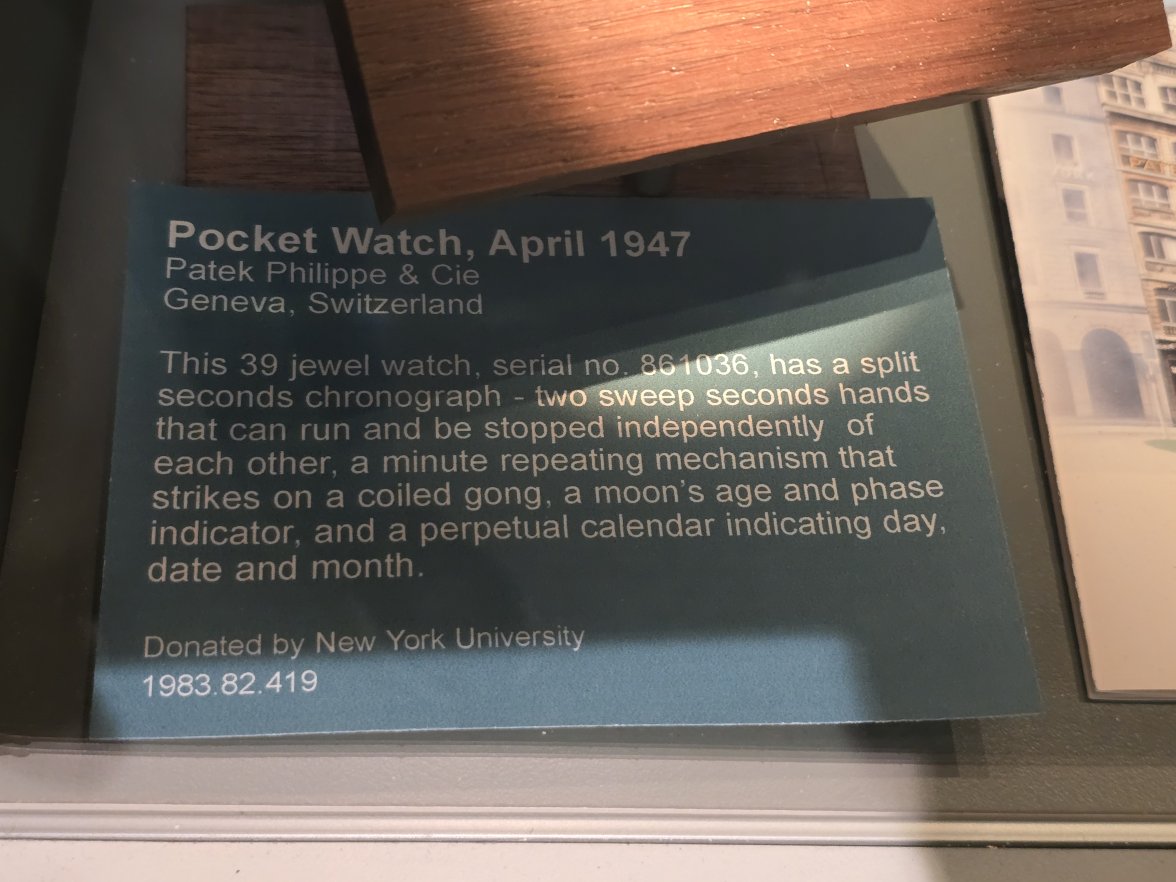 Pocket Watch, April 1947
Patek Philippe & Cie
Geneva, Switzerland
This 39 jewel watch, serial no. 861036, has a split
seconds chronograph - two sweep seconds hands
that can run and be stopped independently of
each other, a minute repeating mechanism that
strikes on a coiled gong, a moon's age and phase
indicator, and a perpetual calendar indicating day,
date and month.
Donated by New York University
1983.82.419